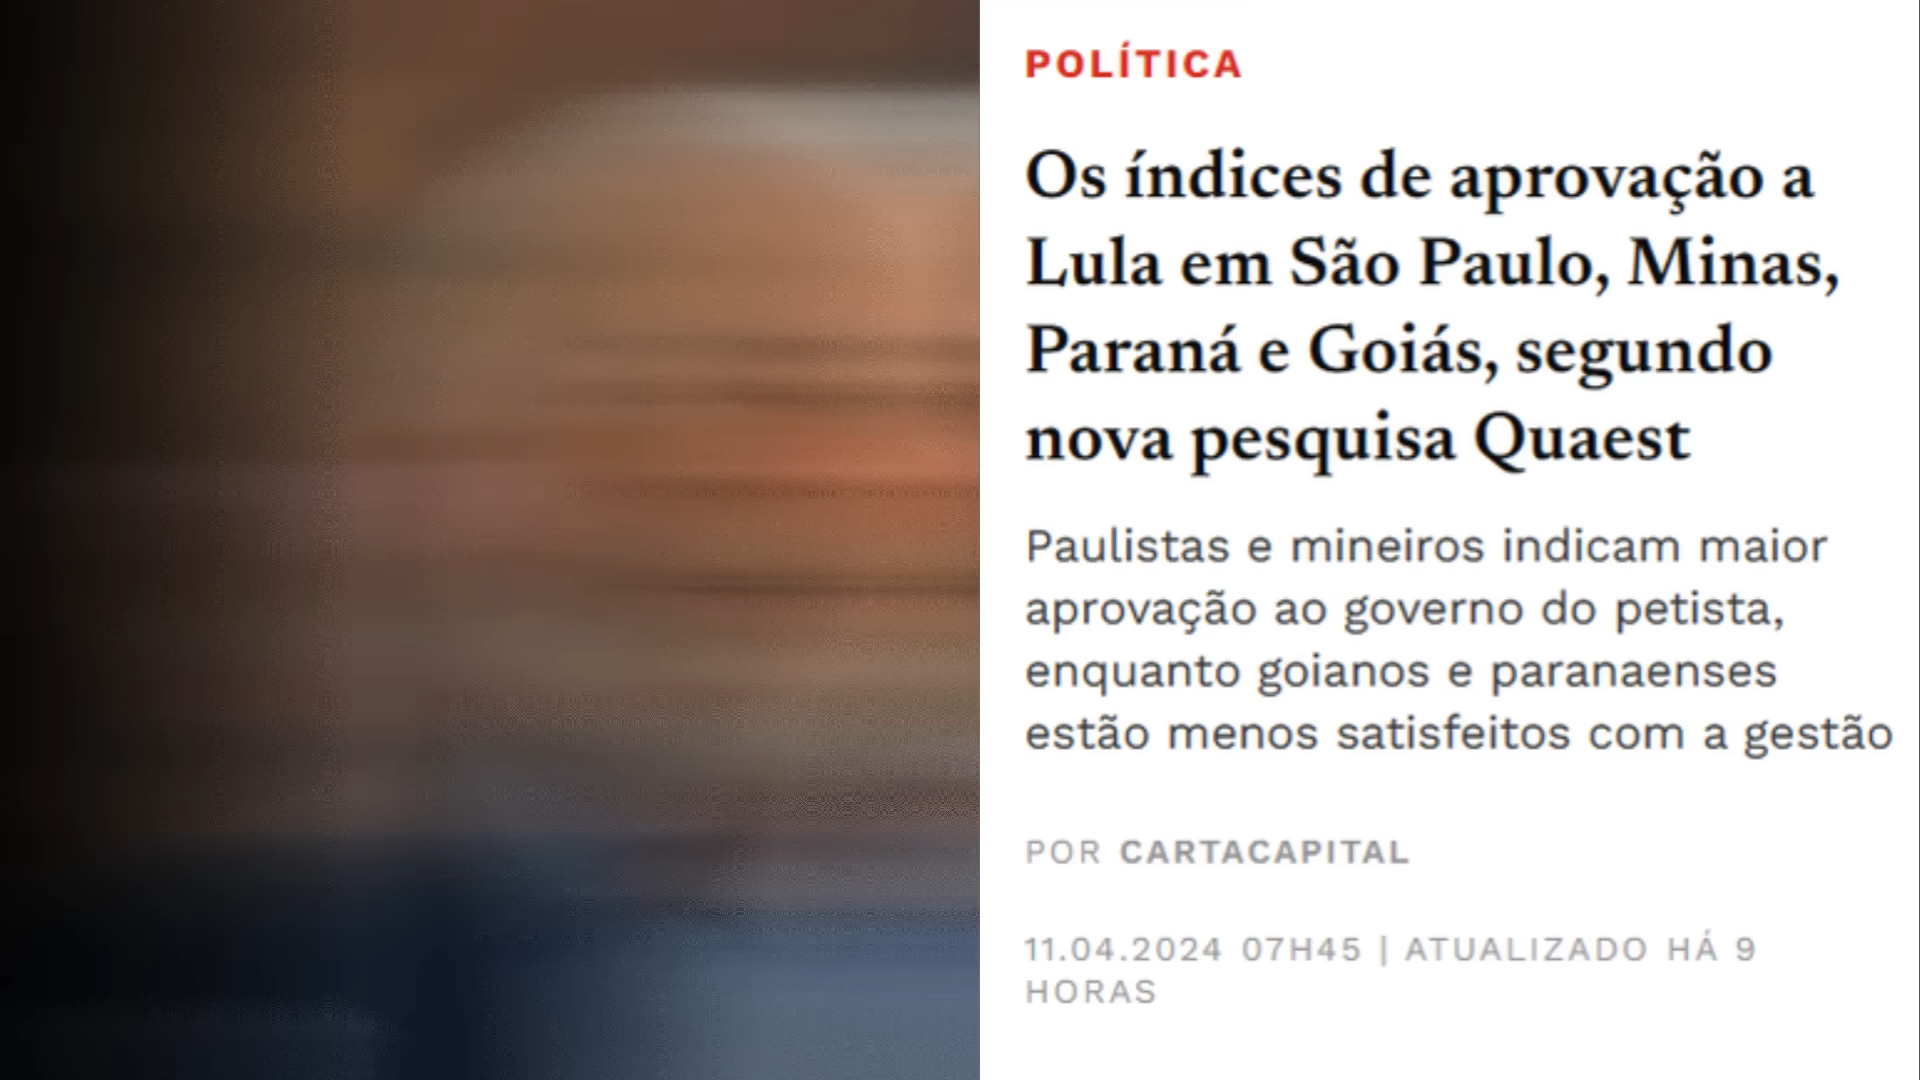 POLÍTICA
Os índices de aprovação a
Lula em São Paulo, Minas,
Paraná e Goiás, segundo
nova pesquisa Quaest
Paulistas e mineiros indicam maior
aprovação ao governo do petista,
enquanto goianos e paranaenses
estão menos satisfeitos com a gestão
POR CARTACAPITAL
11.04.2024 07H45 | ATUALIZADO HÁ 9
HORAS